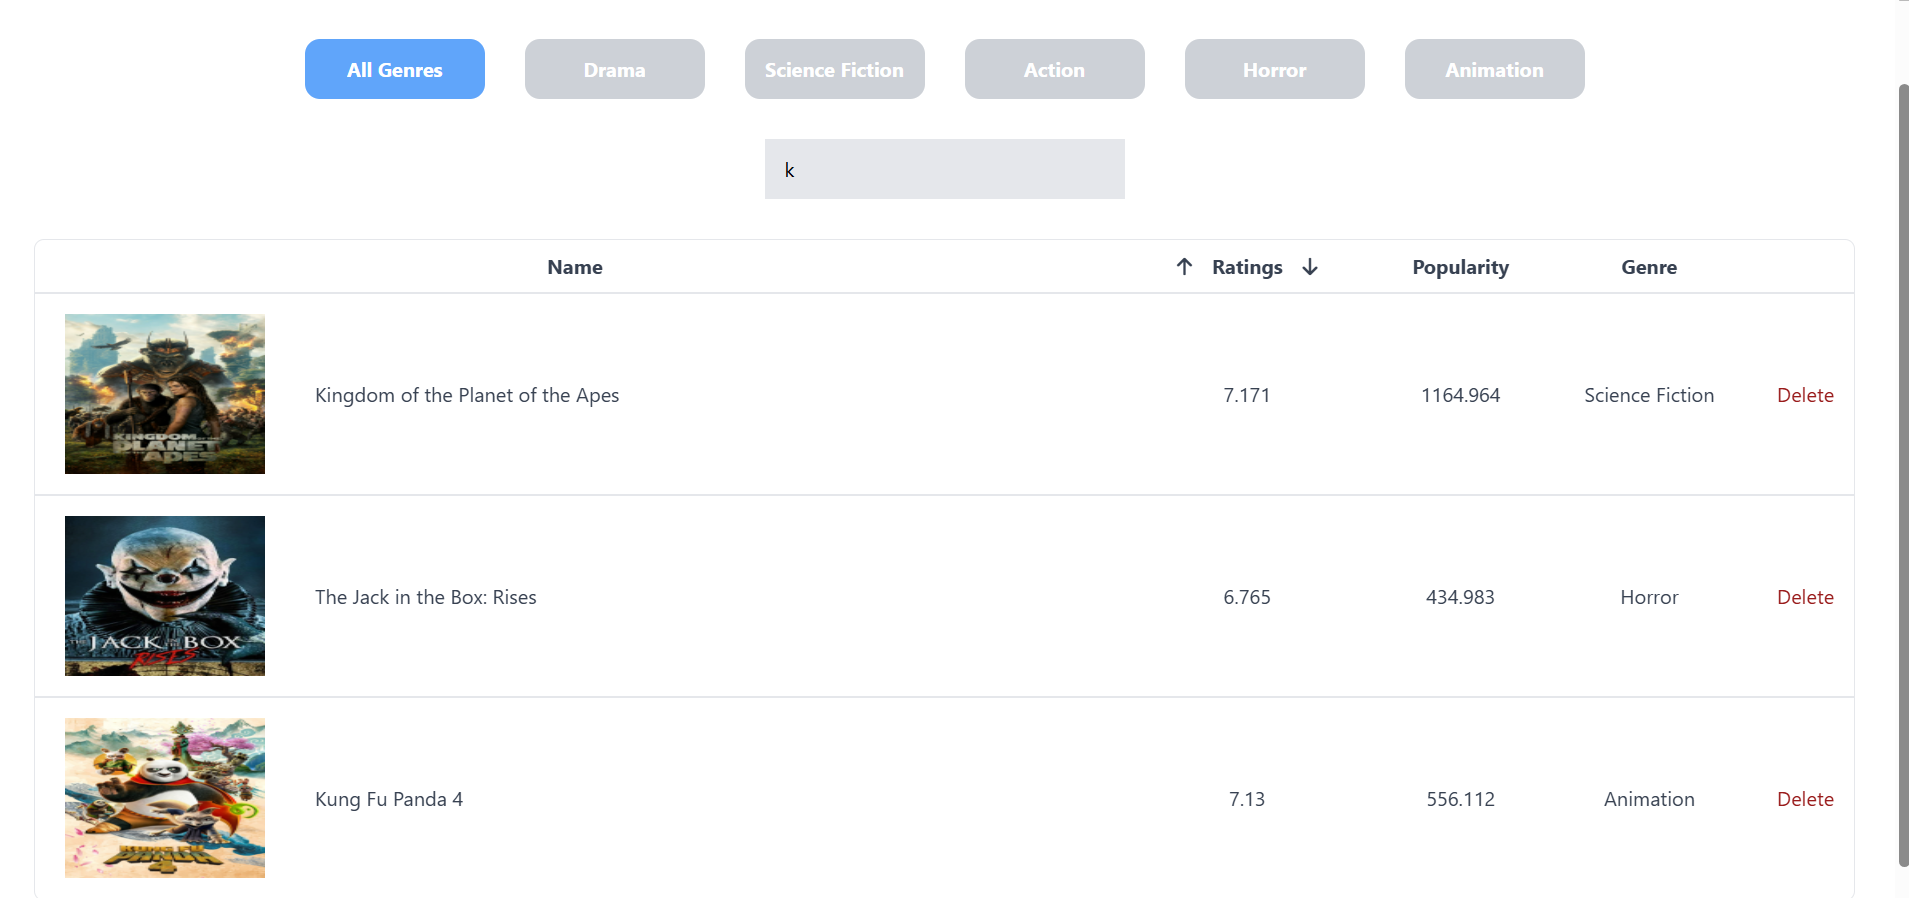 All Genres Drama Science Fiction Action Horror Animation
k
Name ↑ Ratings ↓ Popularity Genre
KINGDOM OF THE
PLANET
APES
Kingdom of the Planet of the Apes 7.171 1164.964 Science Fiction Delete
THE JACK IN THE BOX
RISES
The Jack in the Box: Rises 6.765 434.983 Horror Delete
KUNG FU
PANDA
4
Kung Fu Panda 4 7.13 556.112 Animation Delete